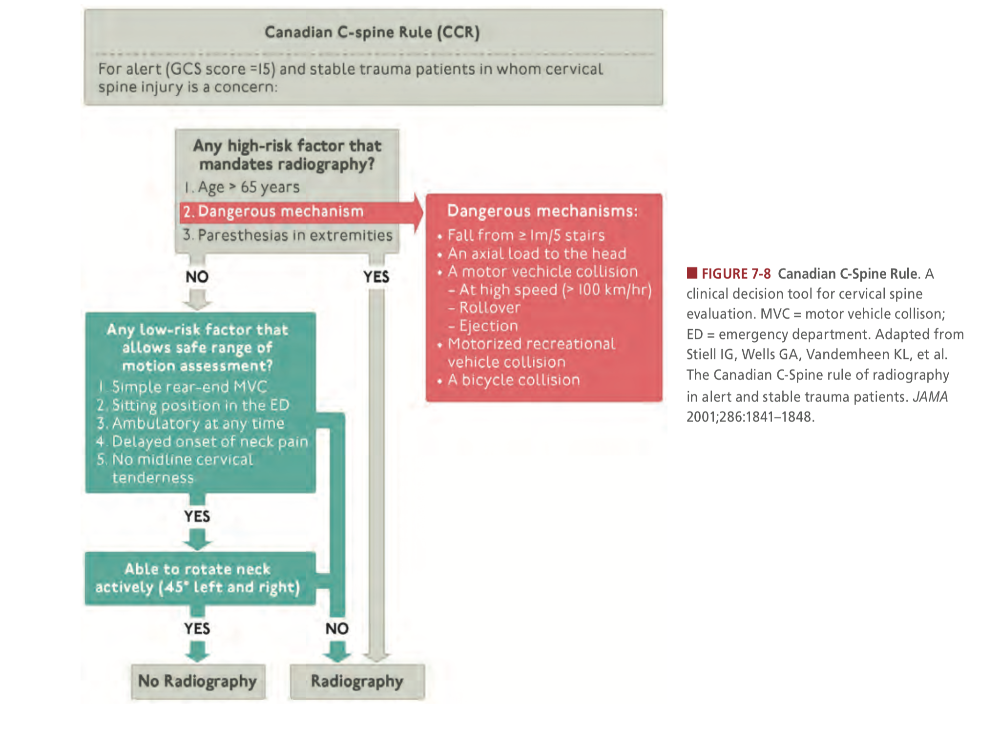 Canadian C-spine Rule (CCR)
For alert (GCS score =15) and stable trauma patients in whom cervical
spine injury is a concern:
Any high-risk factor that
mandates radiography?
1. Age > 65 years
2. Dangerous mechanism
3. Paresthesias in extremities
NO
YES
Dangerous mechanisms:
• Fall from ≥ 1m/5 stairs
• An axial load to the head
• A motor vechicle collision
– At high speed (> 100 km/hr)
– Rollover
– Ejection
• Motorized recreational
vehicle collision
• A bicycle collision
Any low-risk factor that
allows safe range of
motion assessment?
1. Simple rear-end MVC
2. Sitting position in the ED
3. Ambulatory at any time
4. Delayed onset of neck pain
5. No midline cervical
tenderness
YES
Able to rotate neck
actively (45° left and right)
YES
NO
No Radiography
Radiography
■ FIGURE 7-8 Canadian C-Spine Rule. A
clinical decision tool for cervical spine
evaluation. MVC = motor vehicle collison;
ED = emergency department. Adapted from
Stiell IG, Wells GA, Vandemheen KL, et al.
The Canadian C-Spine rule of radiography
in alert and stable trauma patients. JAMA
2001;286:1841–1848.